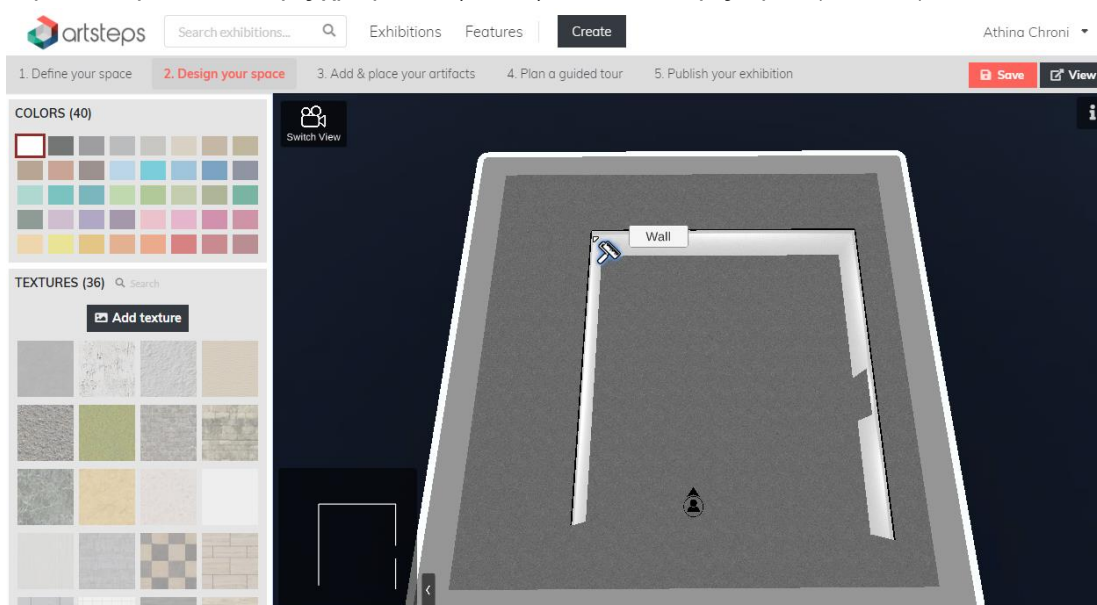 artsteps
Search exhibitions...
Exhibitions
Features
Create
Athina Chroni
1. Define your space
2. Design your space
3. Add & place your artifacts
4. Plan a guided tour
5. Publish your exhibition
Save
View
COLORS (40)
Switch View
i
Wall
TEXTURES (36)
Search
Add texture